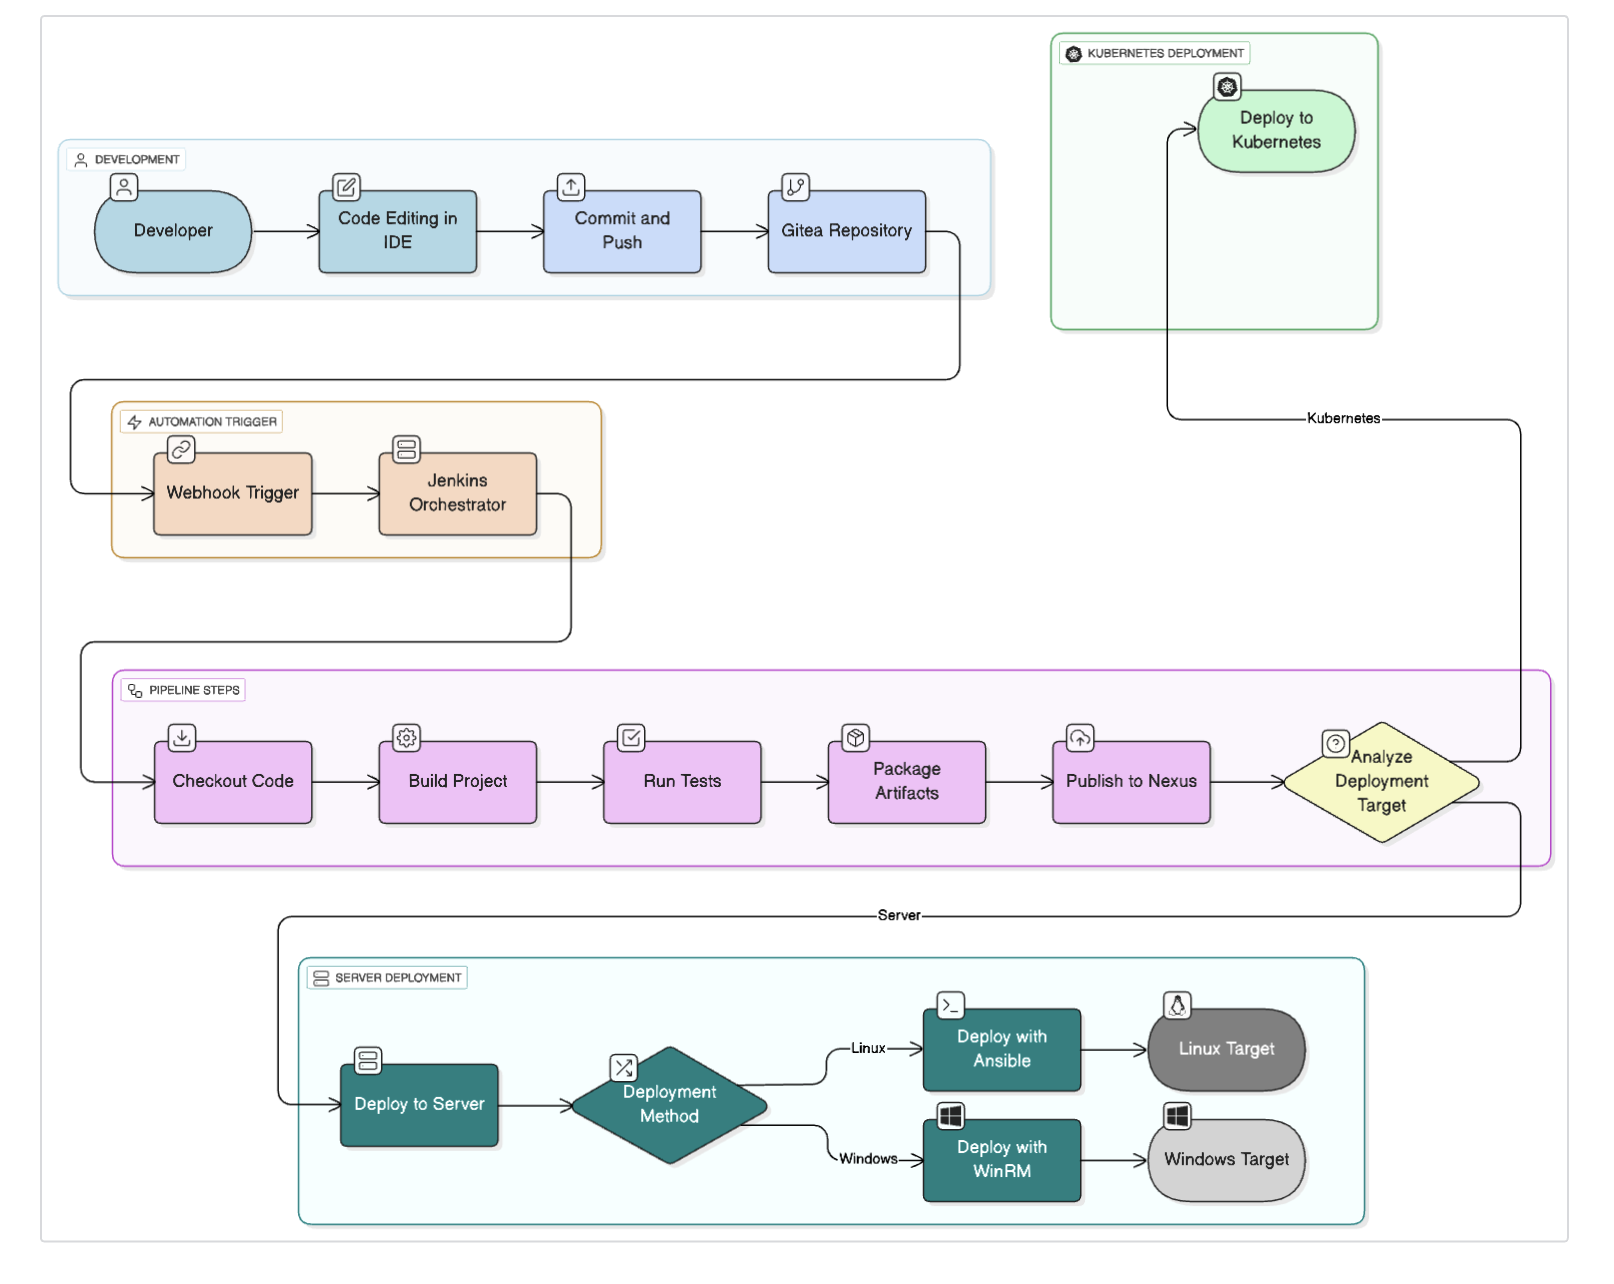 KUBERNETES DEPLOYMENT
Deploy to
Kubernetes
DEVELOPMENT
Developer
Code Editing in
IDE
Commit and
Push
Gitea Repository
Kubernetes
AUTOMATION TRIGGER
Webhook Trigger
Jenkins
Orchestrator
PIPELINE STEPS
Checkout Code
Build Project
Run Tests
Package
Artifacts
Publish to Nexus
Analyze
Deployment
Target
Server
SERVER DEPLOYMENT
Deploy to Server
Deployment
Method
Linux
Deploy with
Ansible
Linux Target
Windows
Deploy with
WinRM
Windows Target